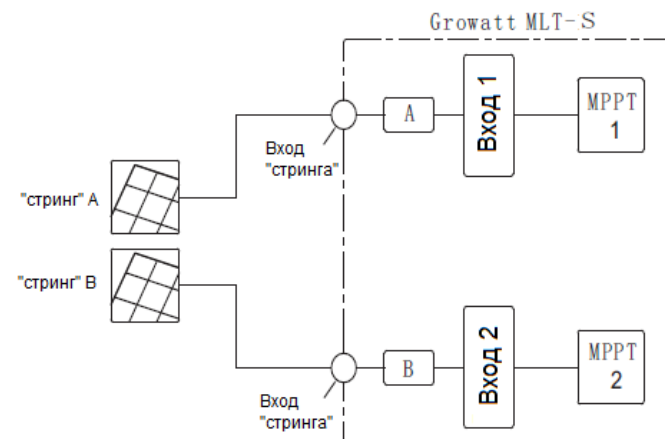 Growatt MLT-S
A
Вход 1
MPPT
1
Вход
"стринга"
"стринг" A
"стринг" B
B
Вход 2
MPPT
2
Вход
"стринга"